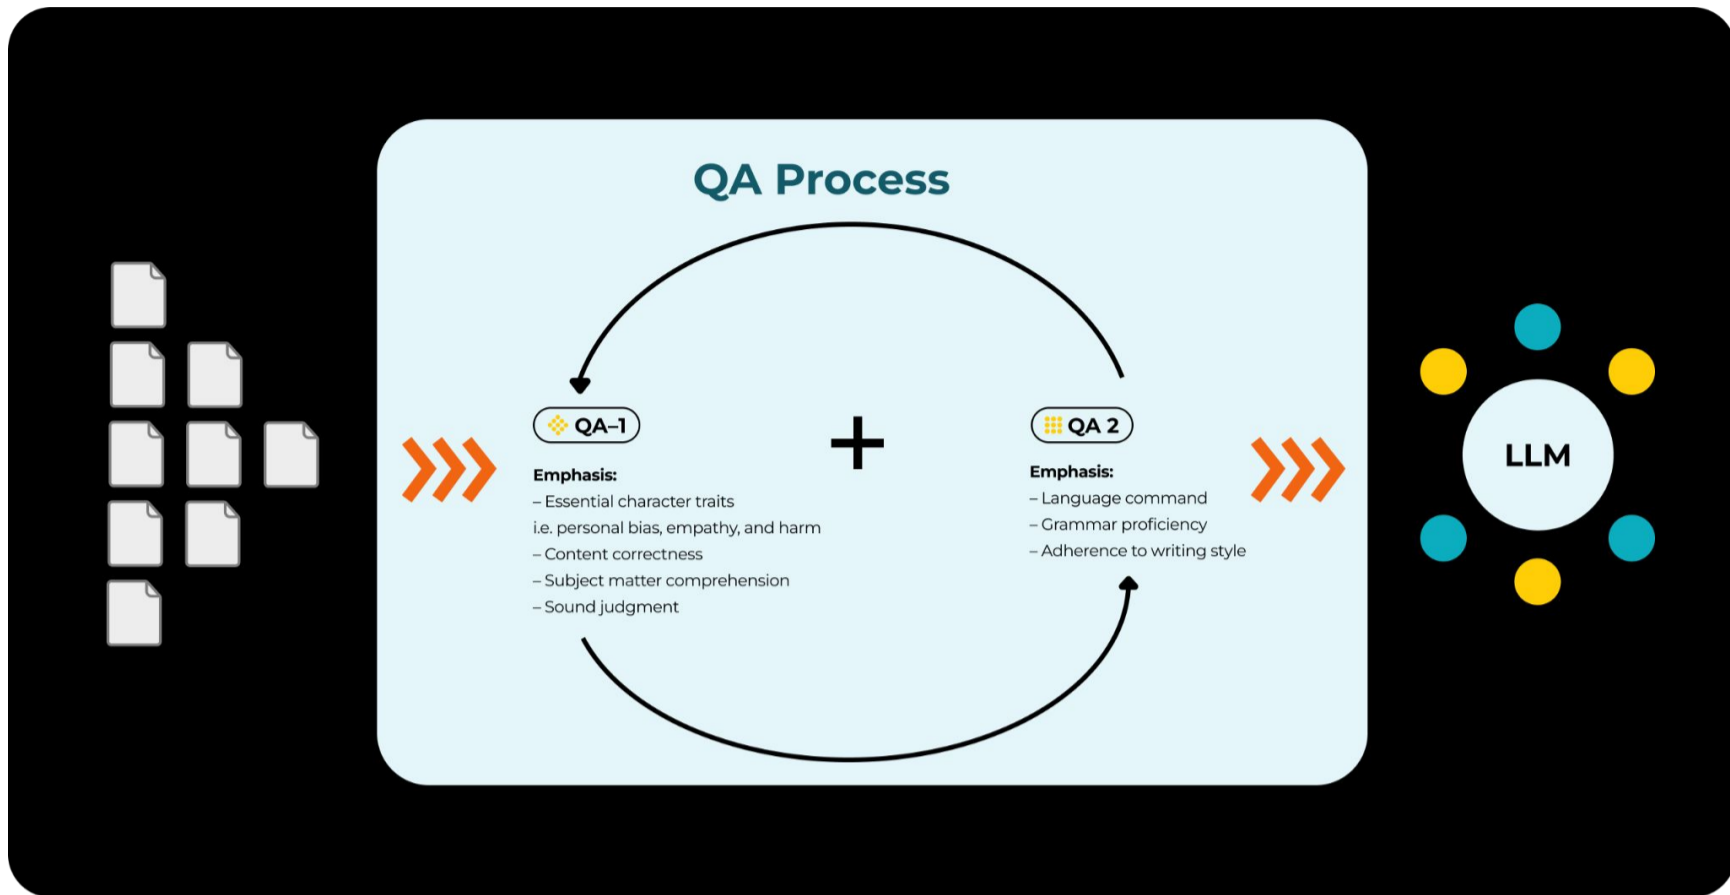 QA Process
QA–1
Emphasis:
– Essential character traits
i.e. personal bias, empathy, and harm
– Content correctness
– Subject matter comprehension
– Sound judgment
QA 2
Emphasis:
– Language command
– Grammar proficiency
– Adherence to writing style
LLM